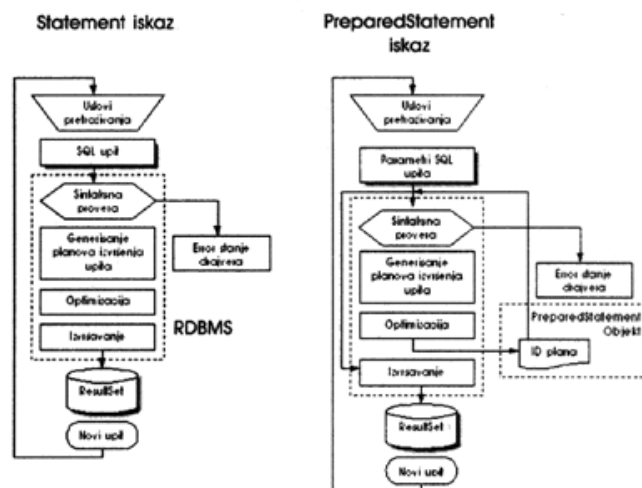 Statement iskaz
Uslovi
pretraživanja
SQL upit
Sintaksna
provera
Generisanje
planova izvršenja
upita
Error stanje
drajvera
Optimizacija
Izvršavanje
RDBMS
ResultSet
Novi upit
PreparedStatement
iskaz
Uslovi
pretraživanja
Parametri SQL
upita
Sintaksna
provera
Generisanje
planova izvršenja
upita
Error stanje
drajvera
Optimizacija
PreparedStatement
Objekt
ID plana
Izvršavanje
ResultSet
Novi upit